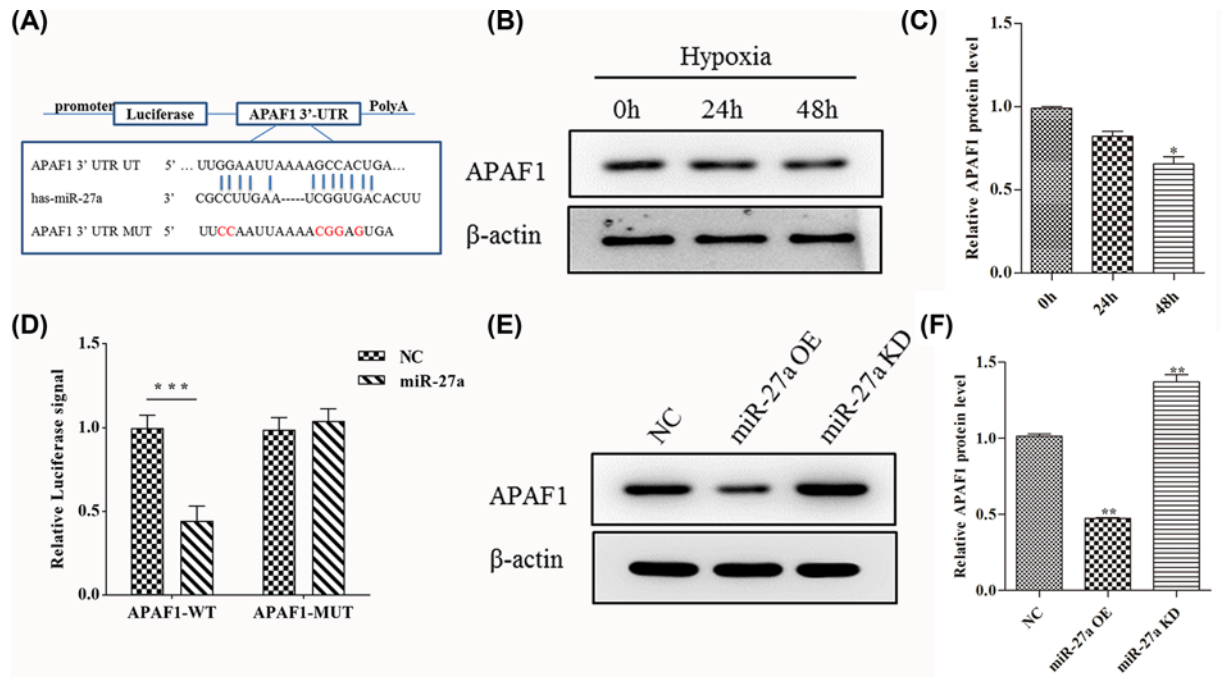 (A)
promoter
Luciferase
APAF1 3’-UTR
PolyA
APAF1 3’ UTR UT 5’ ... UUGGAAUUAAAAGCCACUGA...
has-miR-27a 3’ CGCCUUGAA-----UCGGUGACACUU
APAF1 3’ UTR MUT 5’ UUCCAAUUAAAACGGAGUGA
(B)
Hypoxia
0h 24h 48h
APAF1
β-actin
(C)
Relative APAF1 protein level
1.5
1.0
0.5
0.0
*
0h 24h 48h
(D)
Relative Luciferase signal
1.5
1.0
0.5
0.0
***
NC
miR-27a
APAF1-WT APAF1-MUT
(E)
NC miR-27a OE miR-27a KD
APAF1
β-actin
(F)
Relative APAF1 protein level
1.5
1.0
0.5
0.0
** **
NC miR-27a OE miR-27a KD